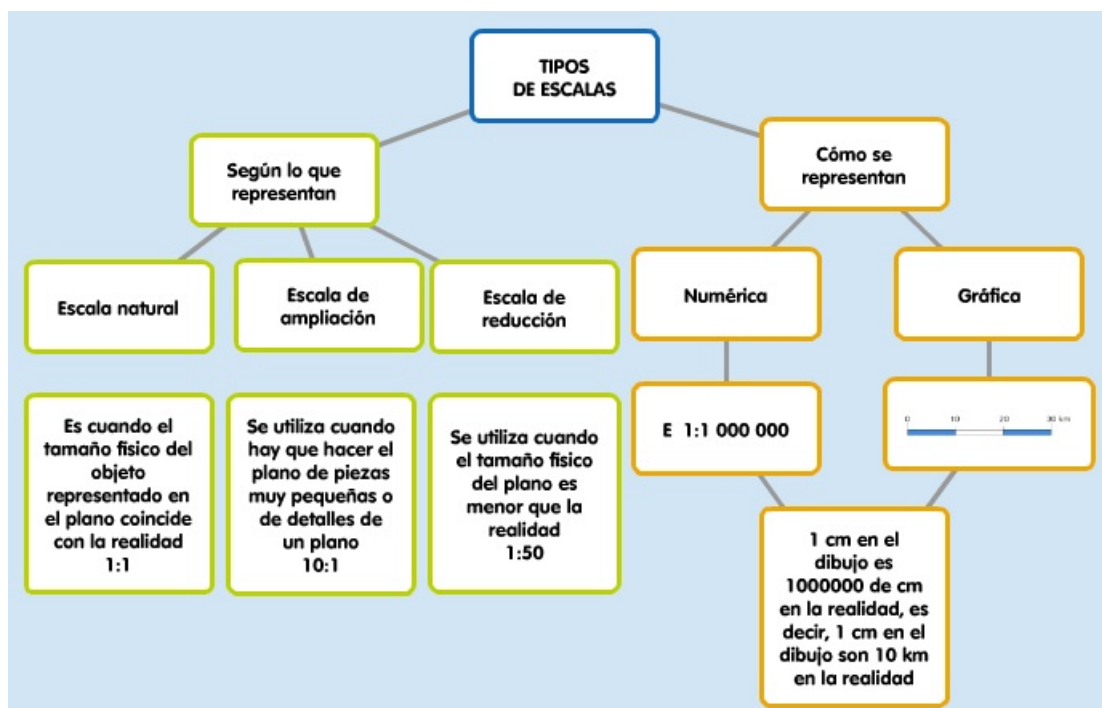 TIPOS
DE ESCALAS
Según lo que
representan
Cómo se
representan
Escala natural
Escala de
ampliación
Escala de
reducción
Numérica
Gráfica
Es cuando el
tamaño físico del
objeto
representado en
el plano coincide
con la realidad
1:1
Se utiliza cuando
hay que hacer el
plano de piezas
muy pequeñas o
de detalles de
un plano
10:1
Se utiliza cuando
el tamaño físico
del plano es
menor que la
realidad
1:50
E 1:1 000 000
0 10 20 30 km
1 cm en el
dibujo es
1000000 de cm
en la realidad, es
decir, 1 cm en el
dibujo son 10 km
en la realidad